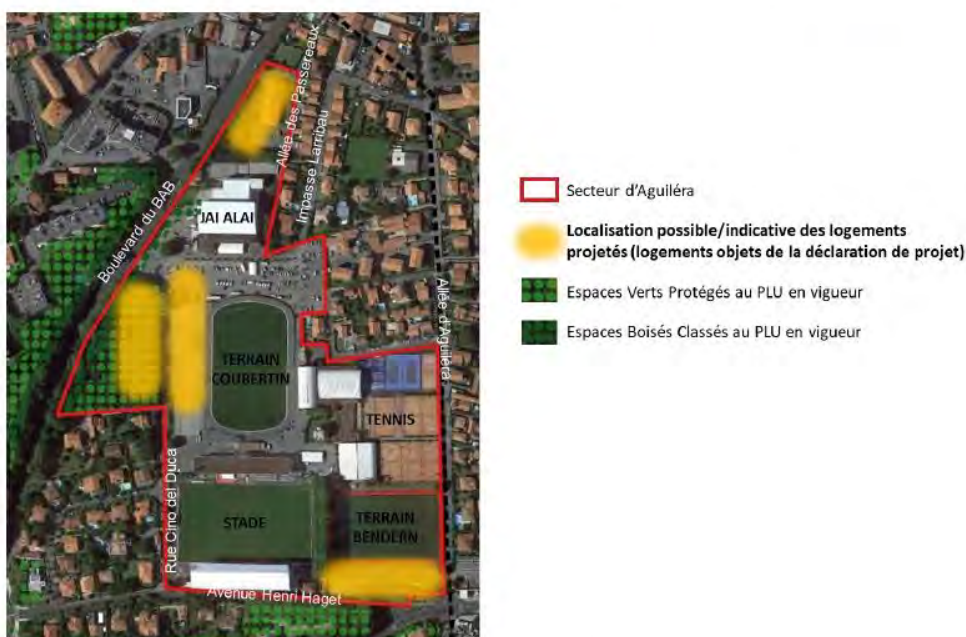 Allée des Passereaux
Impasse Larribau
JAI ALAI
Boulevard du BAB
Allée d'Aguiléra
TERRAIN
COUBERTIN
TENNIS
Rue Cino del Duca
STADE
TERRAIN
BENDERN
Avenue Henri Haget
Secteur d'Aguiléra
Localisation possible/indicative des logements
projetés (logements objets de la déclaration de projet)
Espaces Verts Protégés au PLU en vigueur
Espaces Boisés Classés au PLU en vigueur